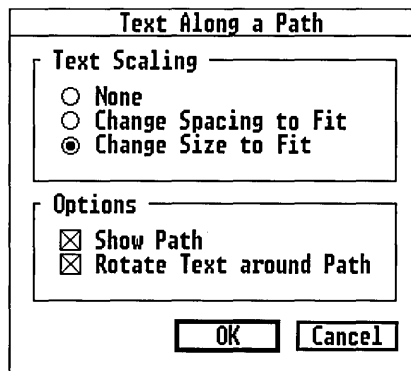 Text Along a Path
Text Scaling
None
Change Spacing to Fit
Change Size to Fit
Options
Show Path
Rotate Text around Path
OK Cancel